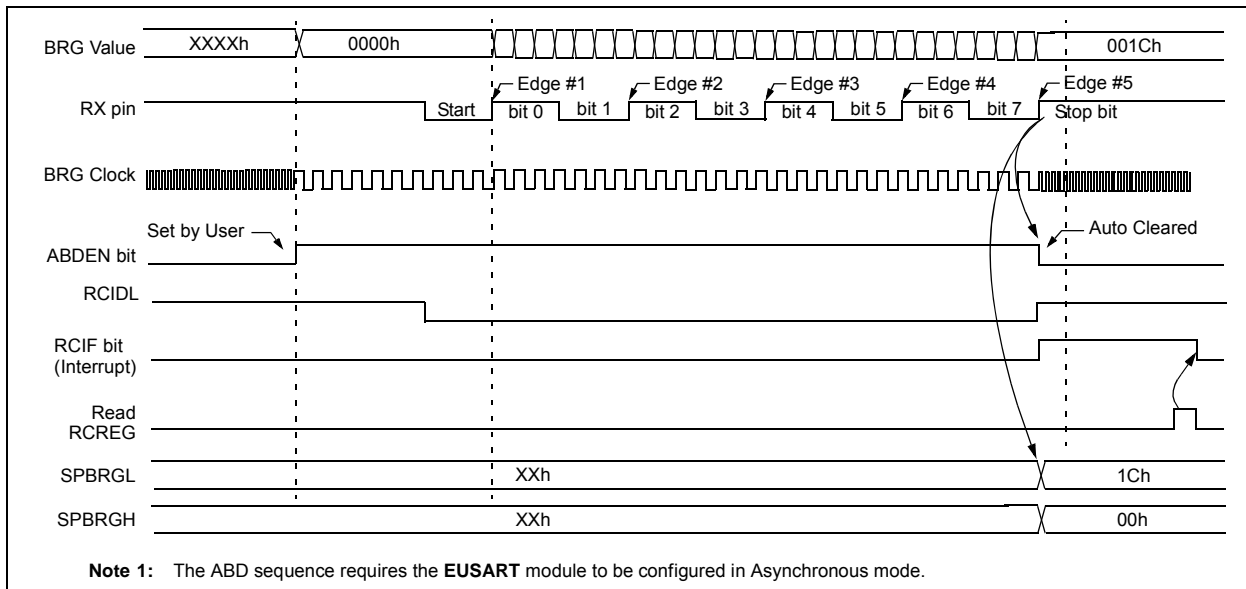 BRG Value XXXXh 0000h 001Ch
Edge #1 Edge #2 Edge #3 Edge #4 Edge #5
RX pin Start bit 0 bit 1 bit 2 bit 3 bit 4 bit 5 bit 6 bit 7 Stop bit
BRG Clock
Set by User Auto Cleared
ABDEN bit
RCIDL
RCIF bit
(Interrupt)
Read
RCREG
SPBRGL XXh 1Ch
SPBRGH XXh 00h
Note 1: The ABD sequence requires the EUSART module to be configured in Asynchronous mode.